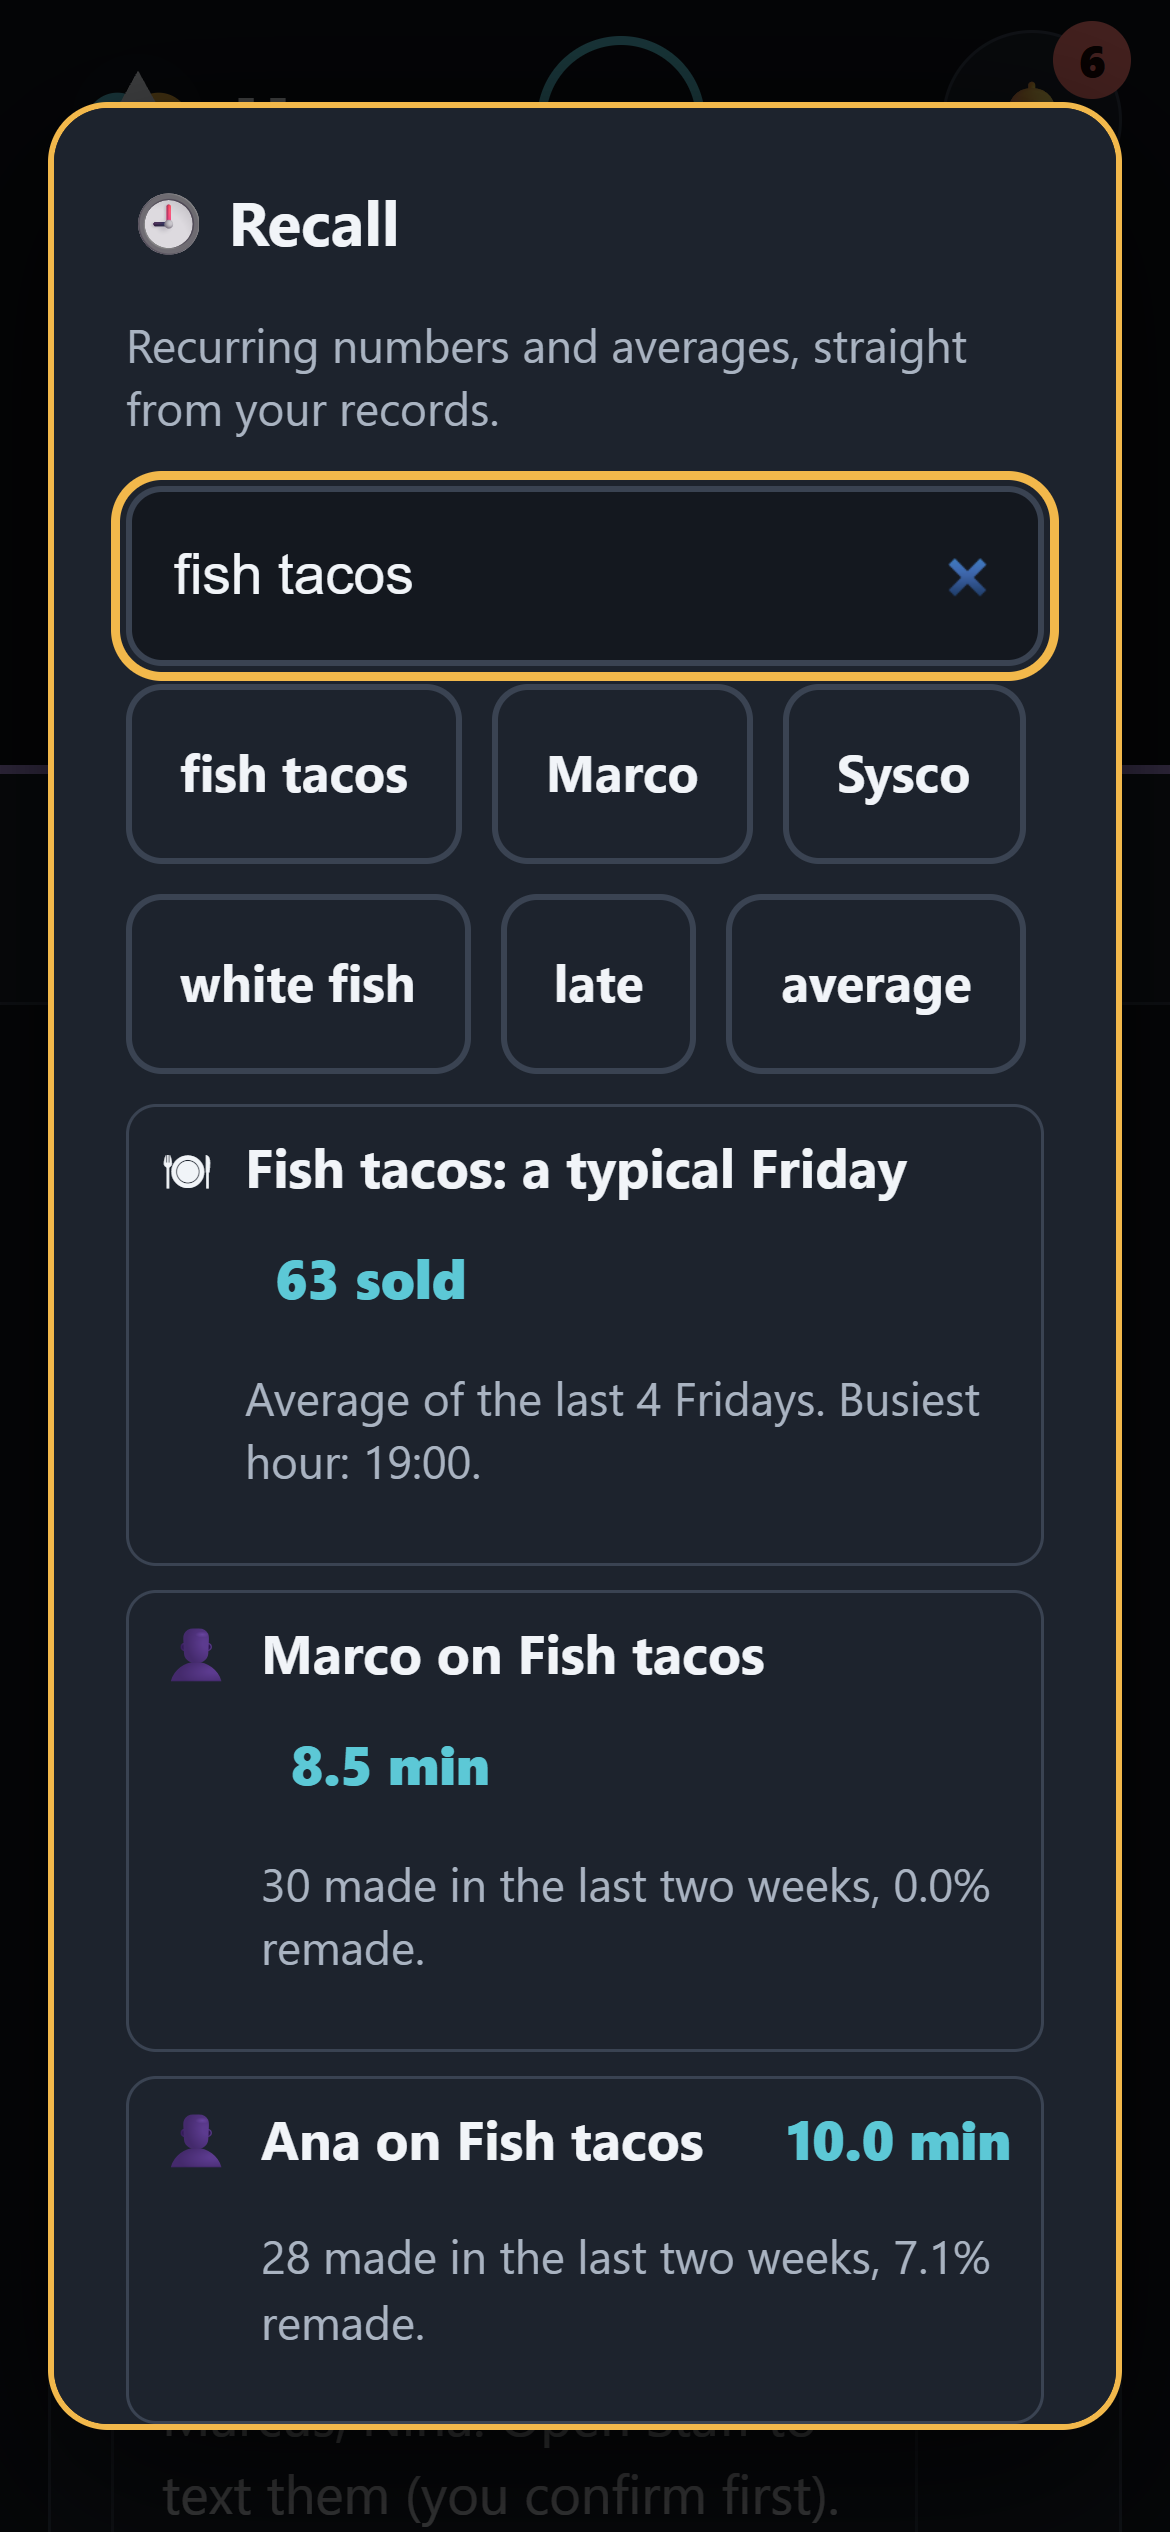 6
Recall
Recurring numbers and averages, straight
from your records.
fish tacos
fish tacos
Marco
Sysco
white fish
late
average
Fish tacos: a typical Friday
63 sold
Average of the last 4 Fridays. Busiest
hour: 19:00.
Marco on Fish tacos
8.5 min
30 made in the last two weeks, 0.0%
remade.
Ana on Fish tacos 10.0 min
28 made in the last two weeks, 7.1%
remade.
text them (you confirm first).